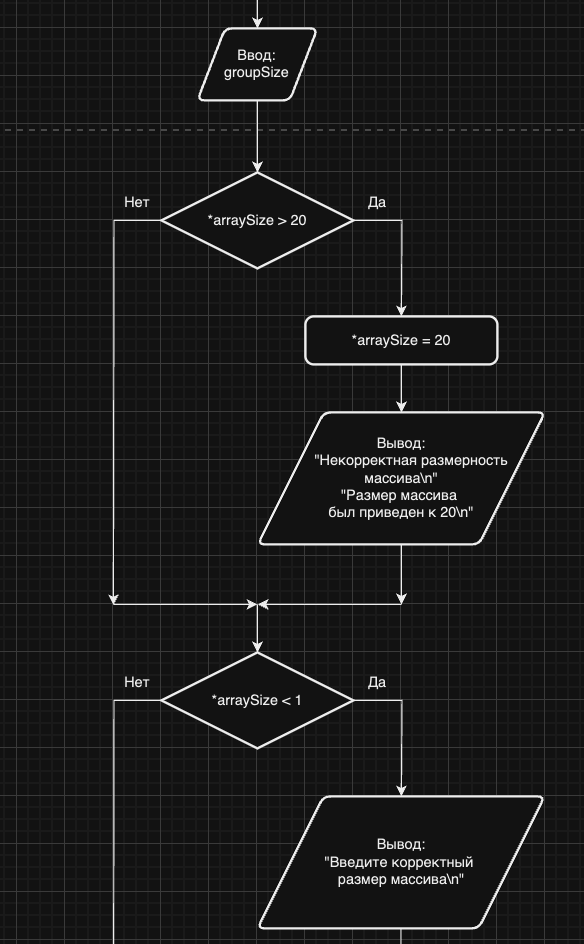 Ввод:
groupSize
Нет
Да
*arraySize > 20
*arraySize = 20
Вывод:
"Некорректная размерность
массива\n"
"Размер массива
был приведен к 20\n"
Нет
Да
*arraySize < 1
Вывод:
"Введите корректный
размер массива\n"